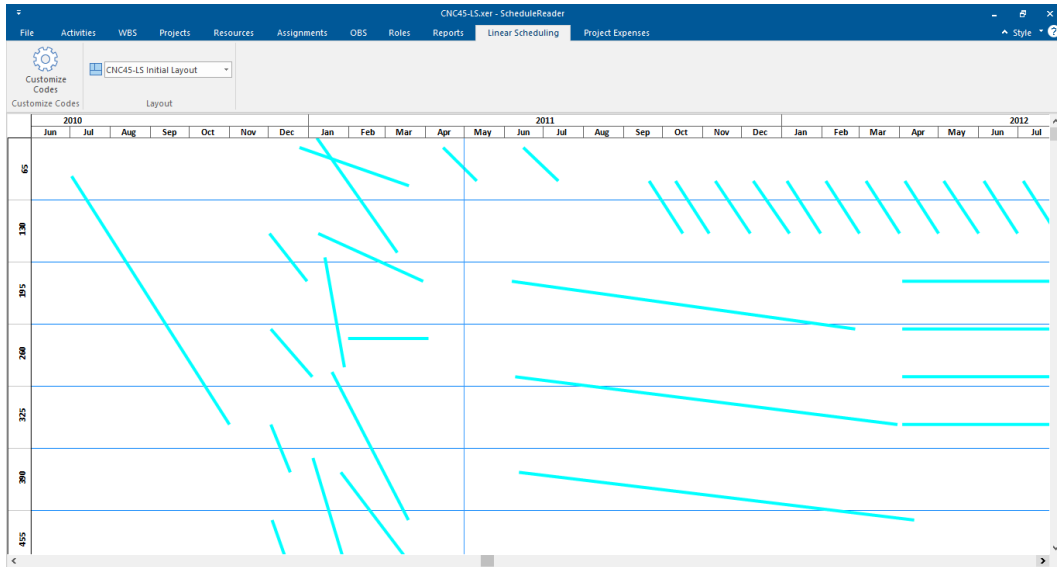 CNC45-LS.xer - ScheduleReader
File Activities WBS Projects Resources Assignments OBS Roles Reports Linear Scheduling Project Expenses Style ?
Customize
Codes
CNC45-LS Initial Layout
Customize Codes Layout
2010 2011 2012
Jun Jul Aug Sep Oct Nov Dec Jan Feb Mar Apr May Jun Jul Aug Sep Oct Nov Dec Jan Feb Mar Apr May Jun Jul
65
130
195
260
325
390
455